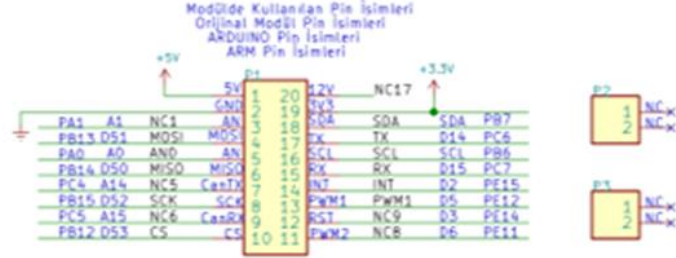 Modülde Kullanılan Pin İsimleri
Orijinal Modül Pin İsimleri
ARDUINO Pin İsimleri
ARM Pin İsimleri
+5V P1 +3.3V
5V 1 20 12V NC17
GND 2 19 3V3
PA1 A1 NC1 AN 3 18 SDA SDA SDA PB7
PB13 D51 MOSI MOSI 4 17 TX TX D14 PC6
PA0 A0 AND AN 5 16 SCL SCL SCL PB6
PB14 D50 MISO MISO 6 15 RX RX D15 PC7
PC4 A14 NC5 CanTX 7 14 INT INT D2 PE15
PB15 D52 SCK SCK 8 13 PWM1 PWM1 D5 PE12
PC5 A15 NC6 CanRX 9 12 RST NC9 D3 PE14
PB12 D53 CS CS 10 11 PWM2 NC8 D6 PE11
P2
1 NC
2 NC
P3
1 NC
2 NC